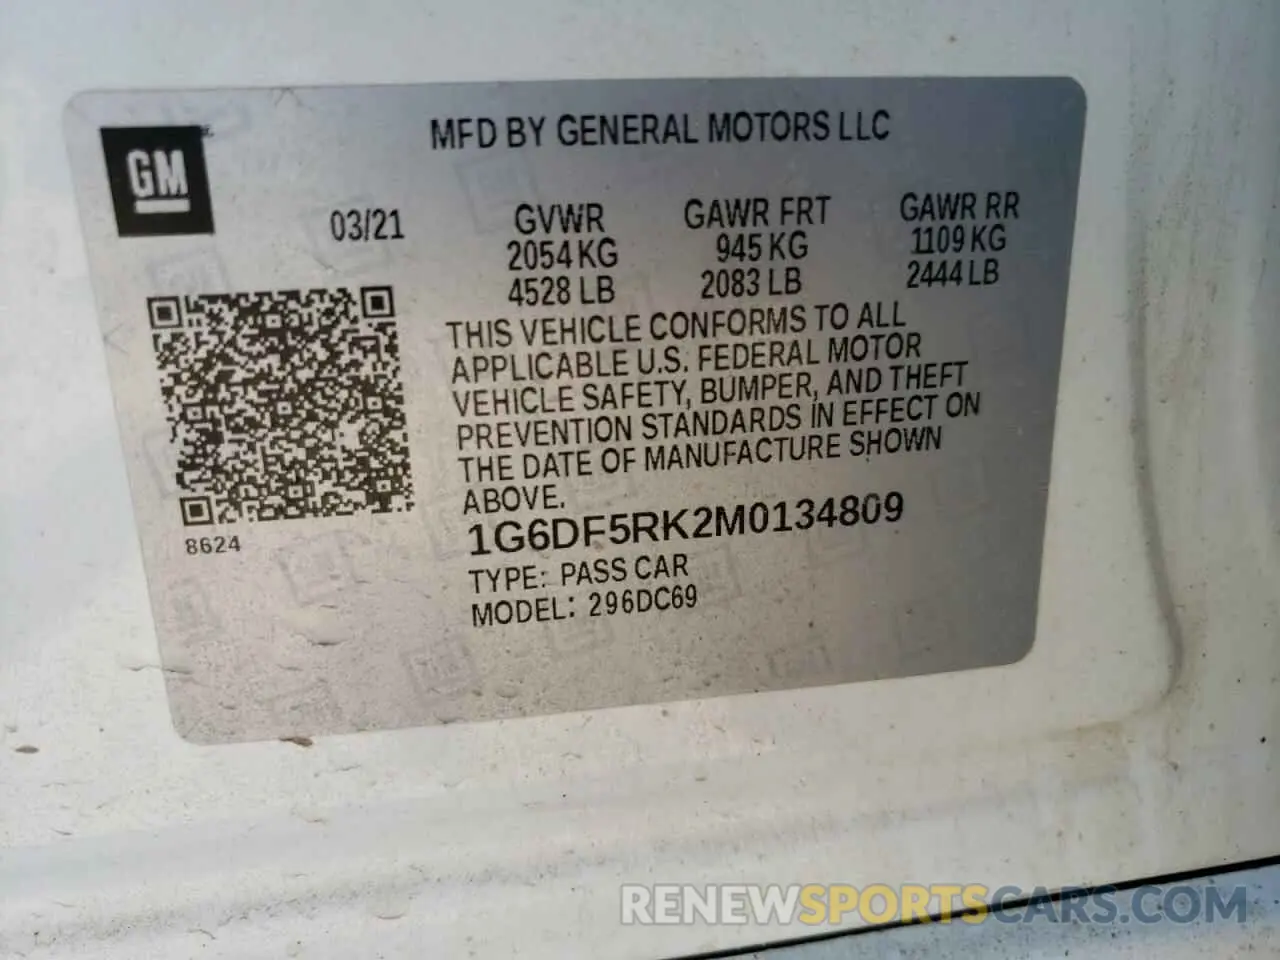 MFD BY GENERAL MOTORS LLC
GM
03/21
GVWR
2054 KG
4528 LB
GAWR FRT
945 KG
2083 LB
GAWR RR
1109 KG
2444 LB
THIS VEHICLE CONFORMS TO ALL
APPLICABLE U.S. FEDERAL MOTOR
VEHICLE SAFETY, BUMPER, AND THEFT
PREVENTION STANDARDS IN EFFECT ON
THE DATE OF MANUFACTURE SHOWN
ABOVE.
8624
1G6DF5RK2M0134809
TYPE: PASS CAR
MODEL: 296DC69
RENEWSPORTSCARS.COM